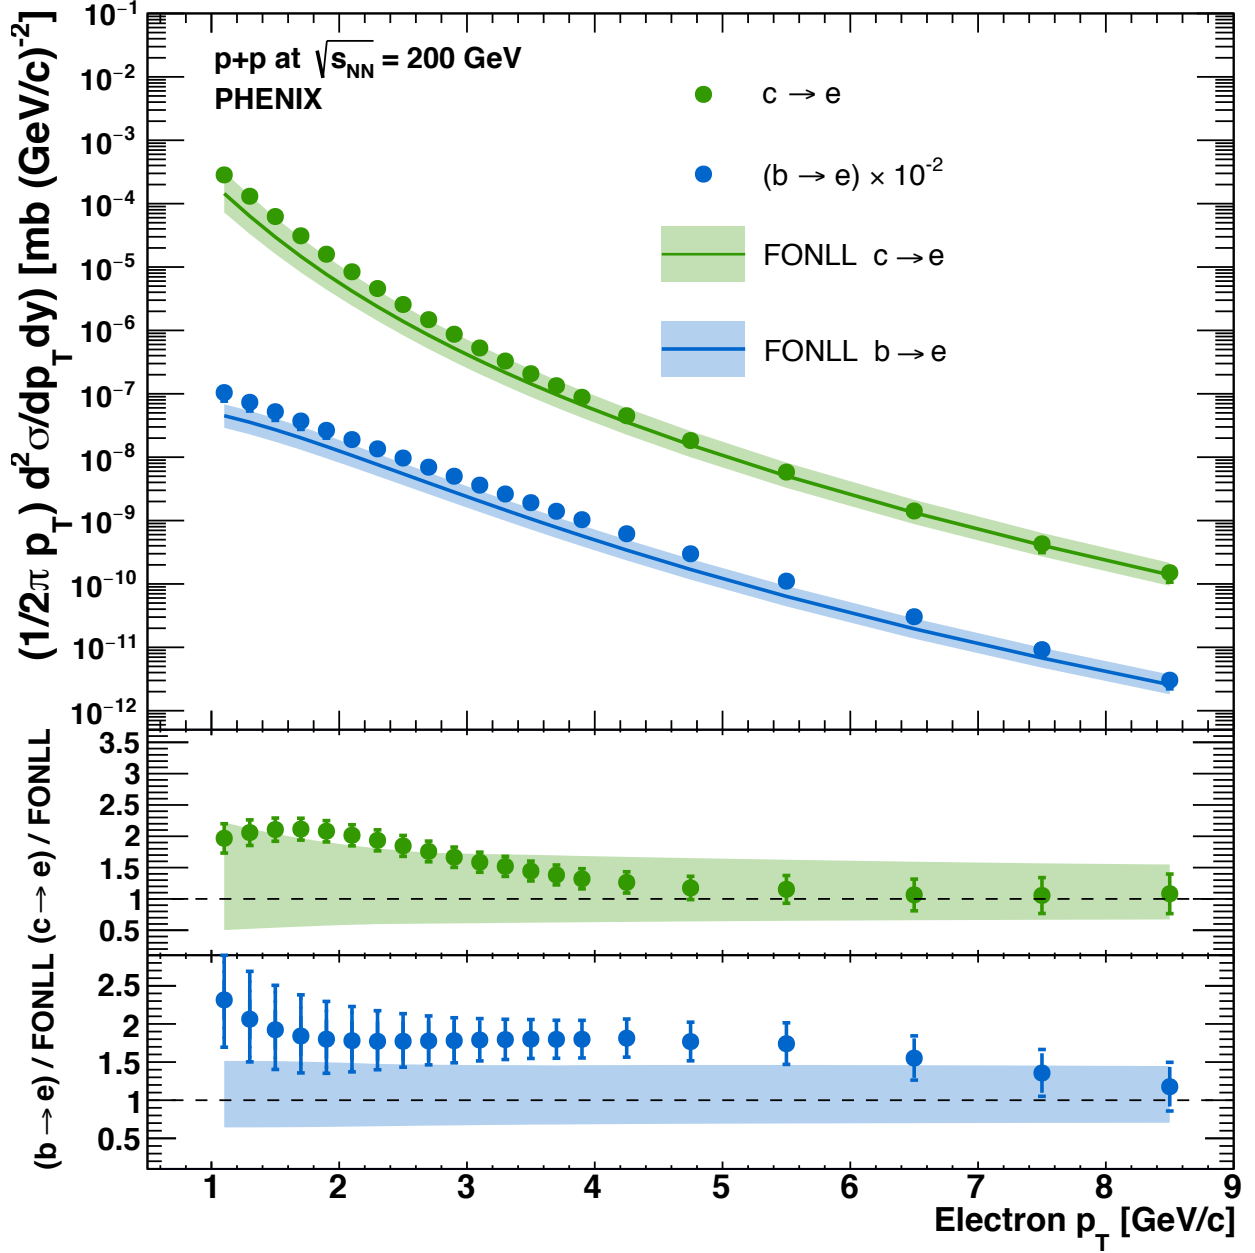 p+p at √s_NN = 200 GeV
PHENIX
c → e
(b → e) × 10⁻²
FONLL c → e
FONLL b → e
(1/2π p_T) d²σ/dp_T dy) [mb (GeV/c)⁻²]
10⁻¹
10⁻²
10⁻³
10⁻⁴
10⁻⁵
10⁻⁶
10⁻⁷
10⁻⁸
10⁻⁹
10⁻¹⁰
10⁻¹¹
10⁻¹²
(c → e) / FONLL
3.5
3
2.5
2
1.5
1
0.5
(b → e) / FONLL
2.5
2
1.5
1
0.5
1 2 3 4 5 6 7 8 9
Electron p_T [GeV/c]